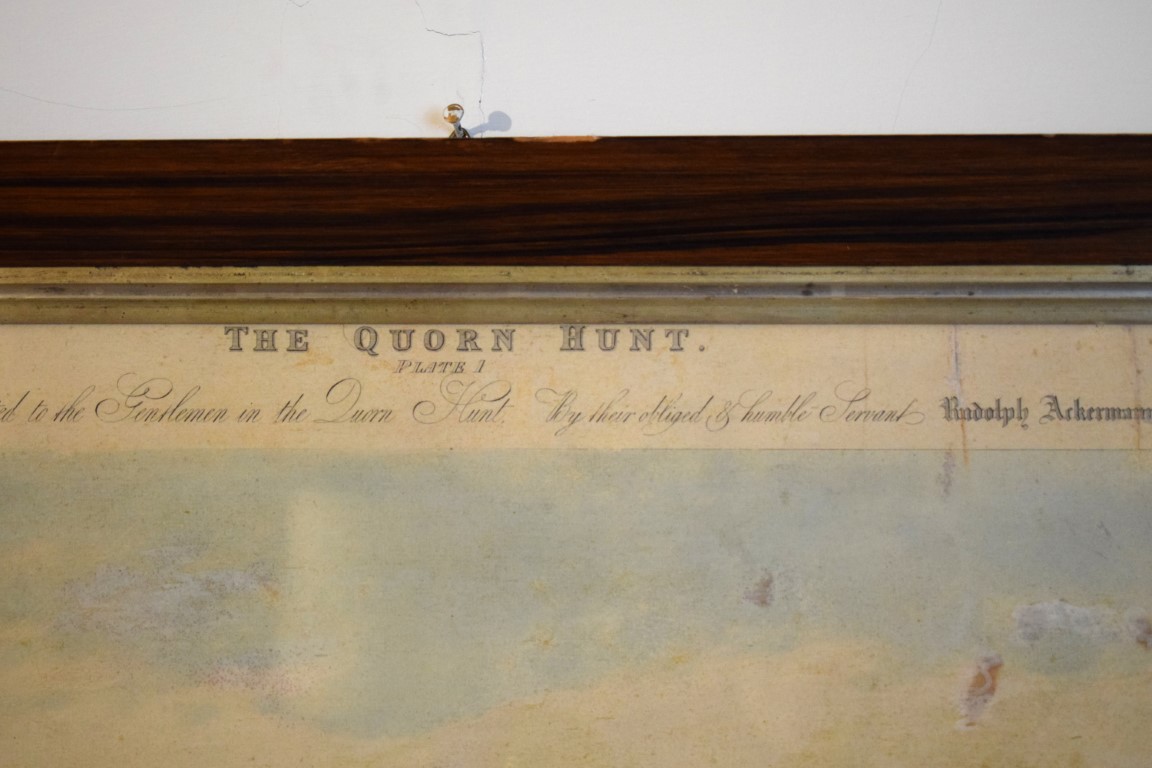 THE QUORN HUNT.
PLATE 1
ed to the Gentlemen in the Quorn Hunt, By their obliged & humble Servant Rudolph Ackermann